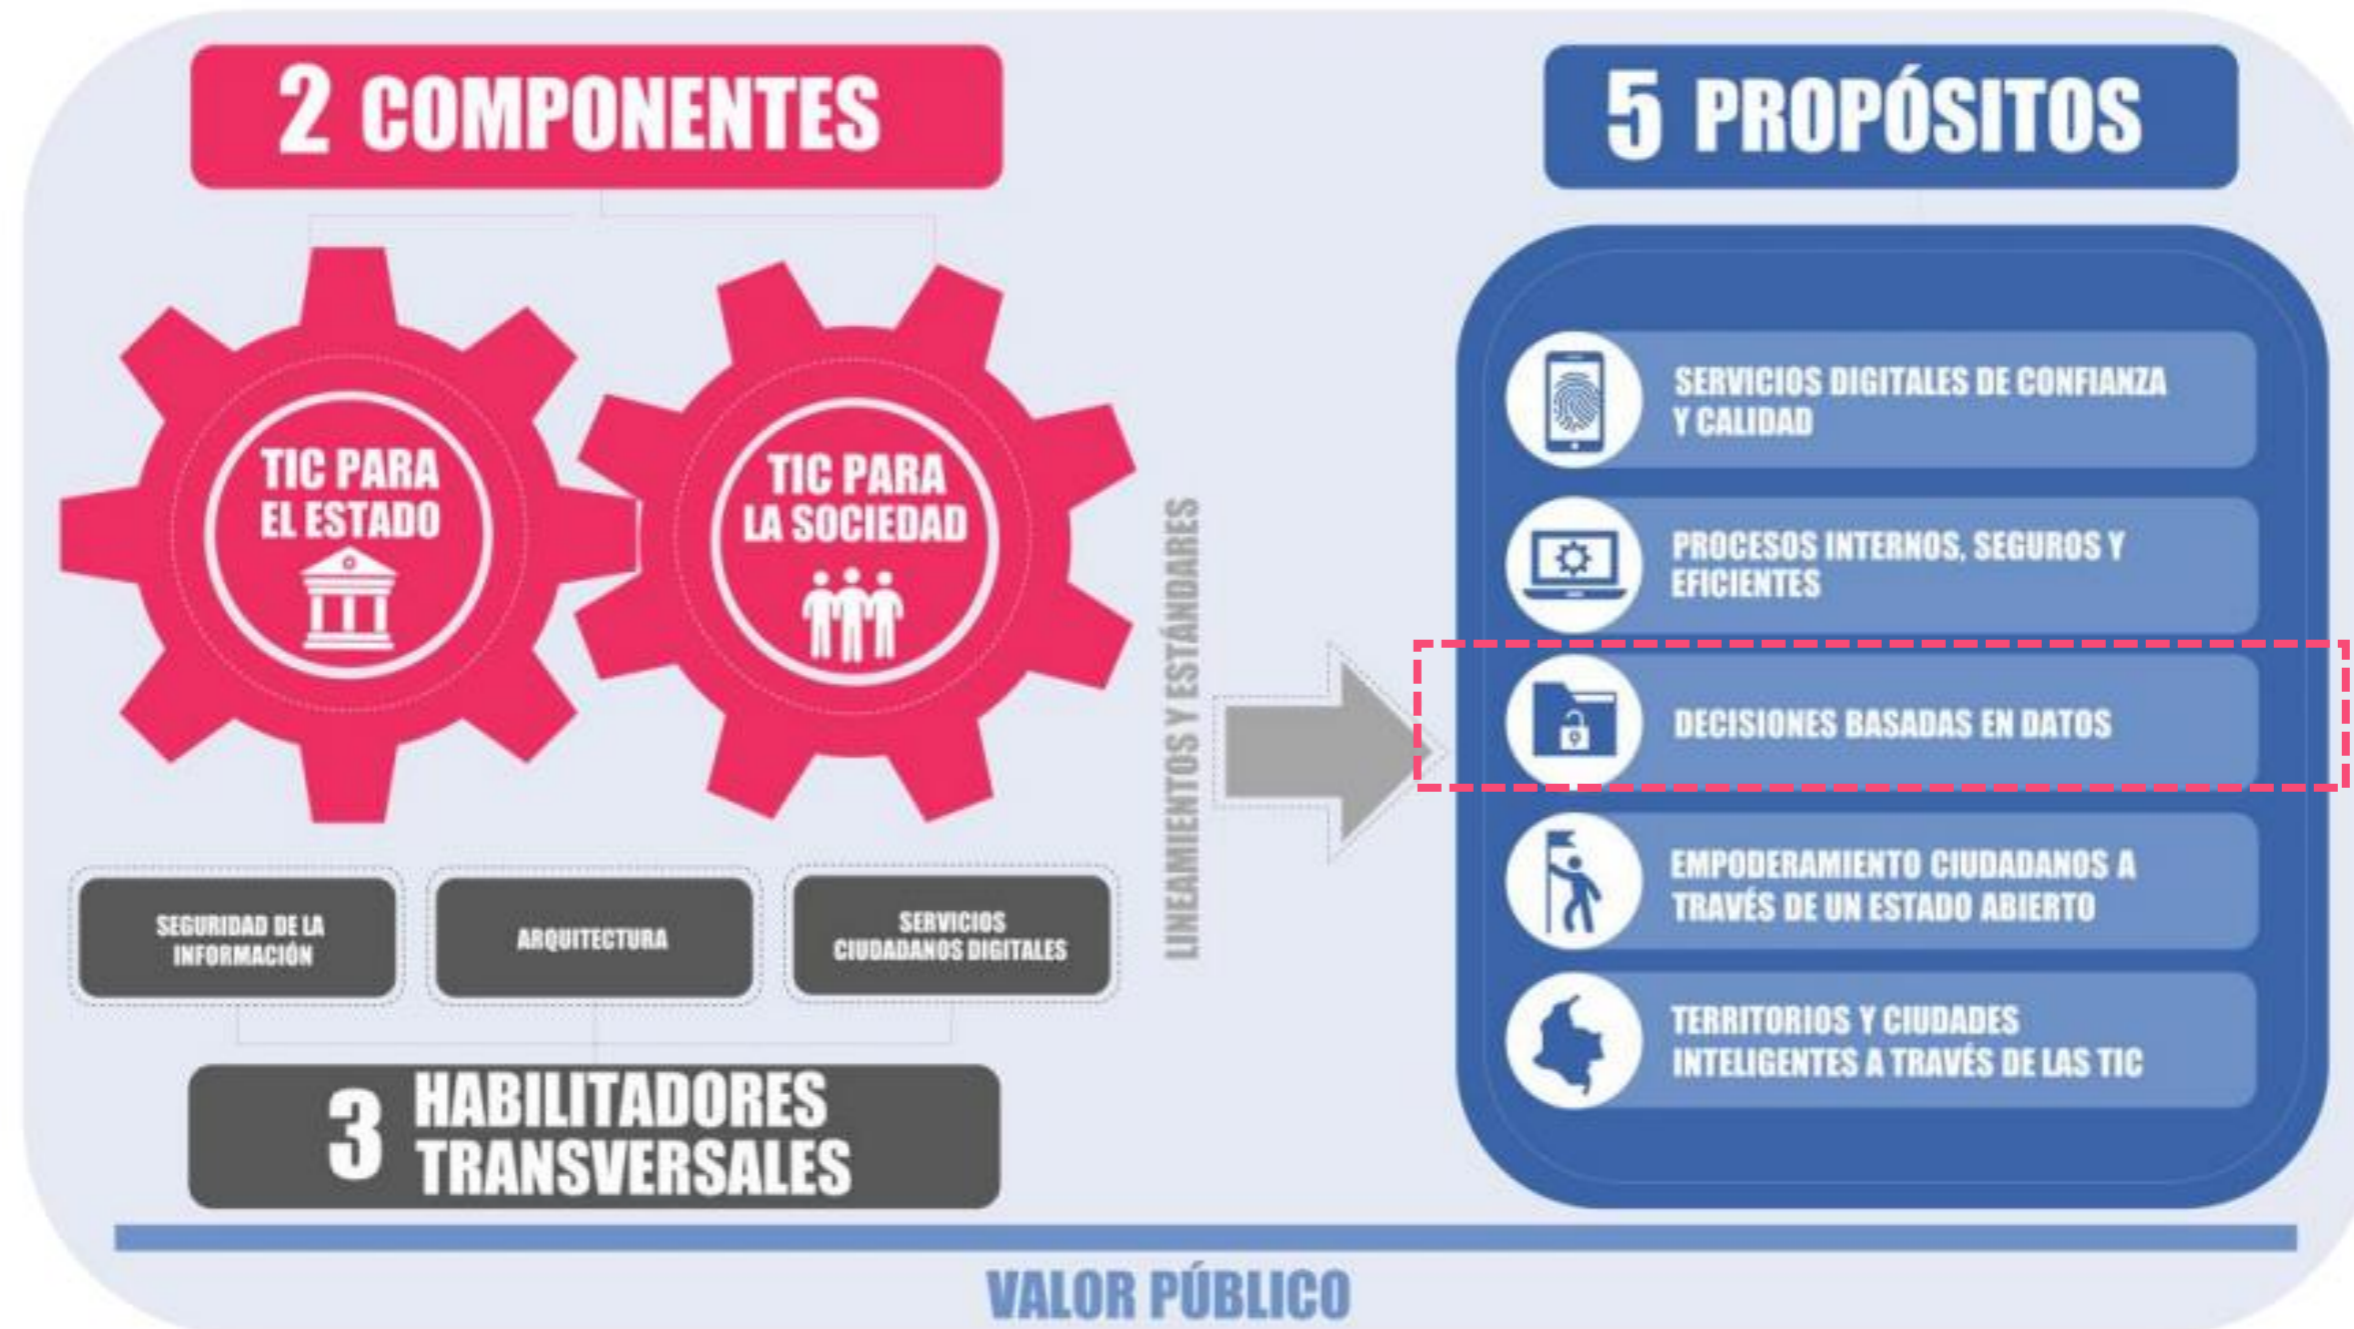 2 COMPONENTES
TIC PARA
EL ESTADO
TIC PARA
LA SOCIEDAD
SEGURIDAD DE LA
INFORMACIÓN
ARQUITECTURA
SERVICIOS
CIUDADANOS DIGITALES
3 HABILITADORES
TRANSVERSALES
LINEAMIENTOS Y ESTÁNDARES
5 PROPÓSITOS
SERVICIOS DIGITALES DE CONFIANZA
Y CALIDAD
PROCESOS INTERNOS, SEGUROS Y
EFICIENTES
DECISIONES BASADAS EN DATOS
EMPODERAMIENTO CIUDADANOS A
TRAVÉS DE UN ESTADO ABIERTO
TERRITORIOS Y CIUDADES
INTELIGENTES A TRAVÉS DE LAS TIC
VALOR PÚBLICO